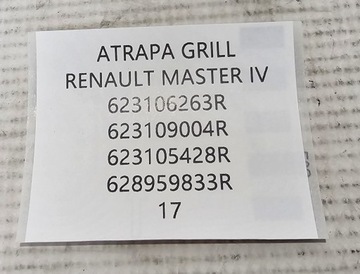 ATRAPA GRILL
RENAULT MASTER IV
623106263R
623109004R
623105428R
628959833R
17